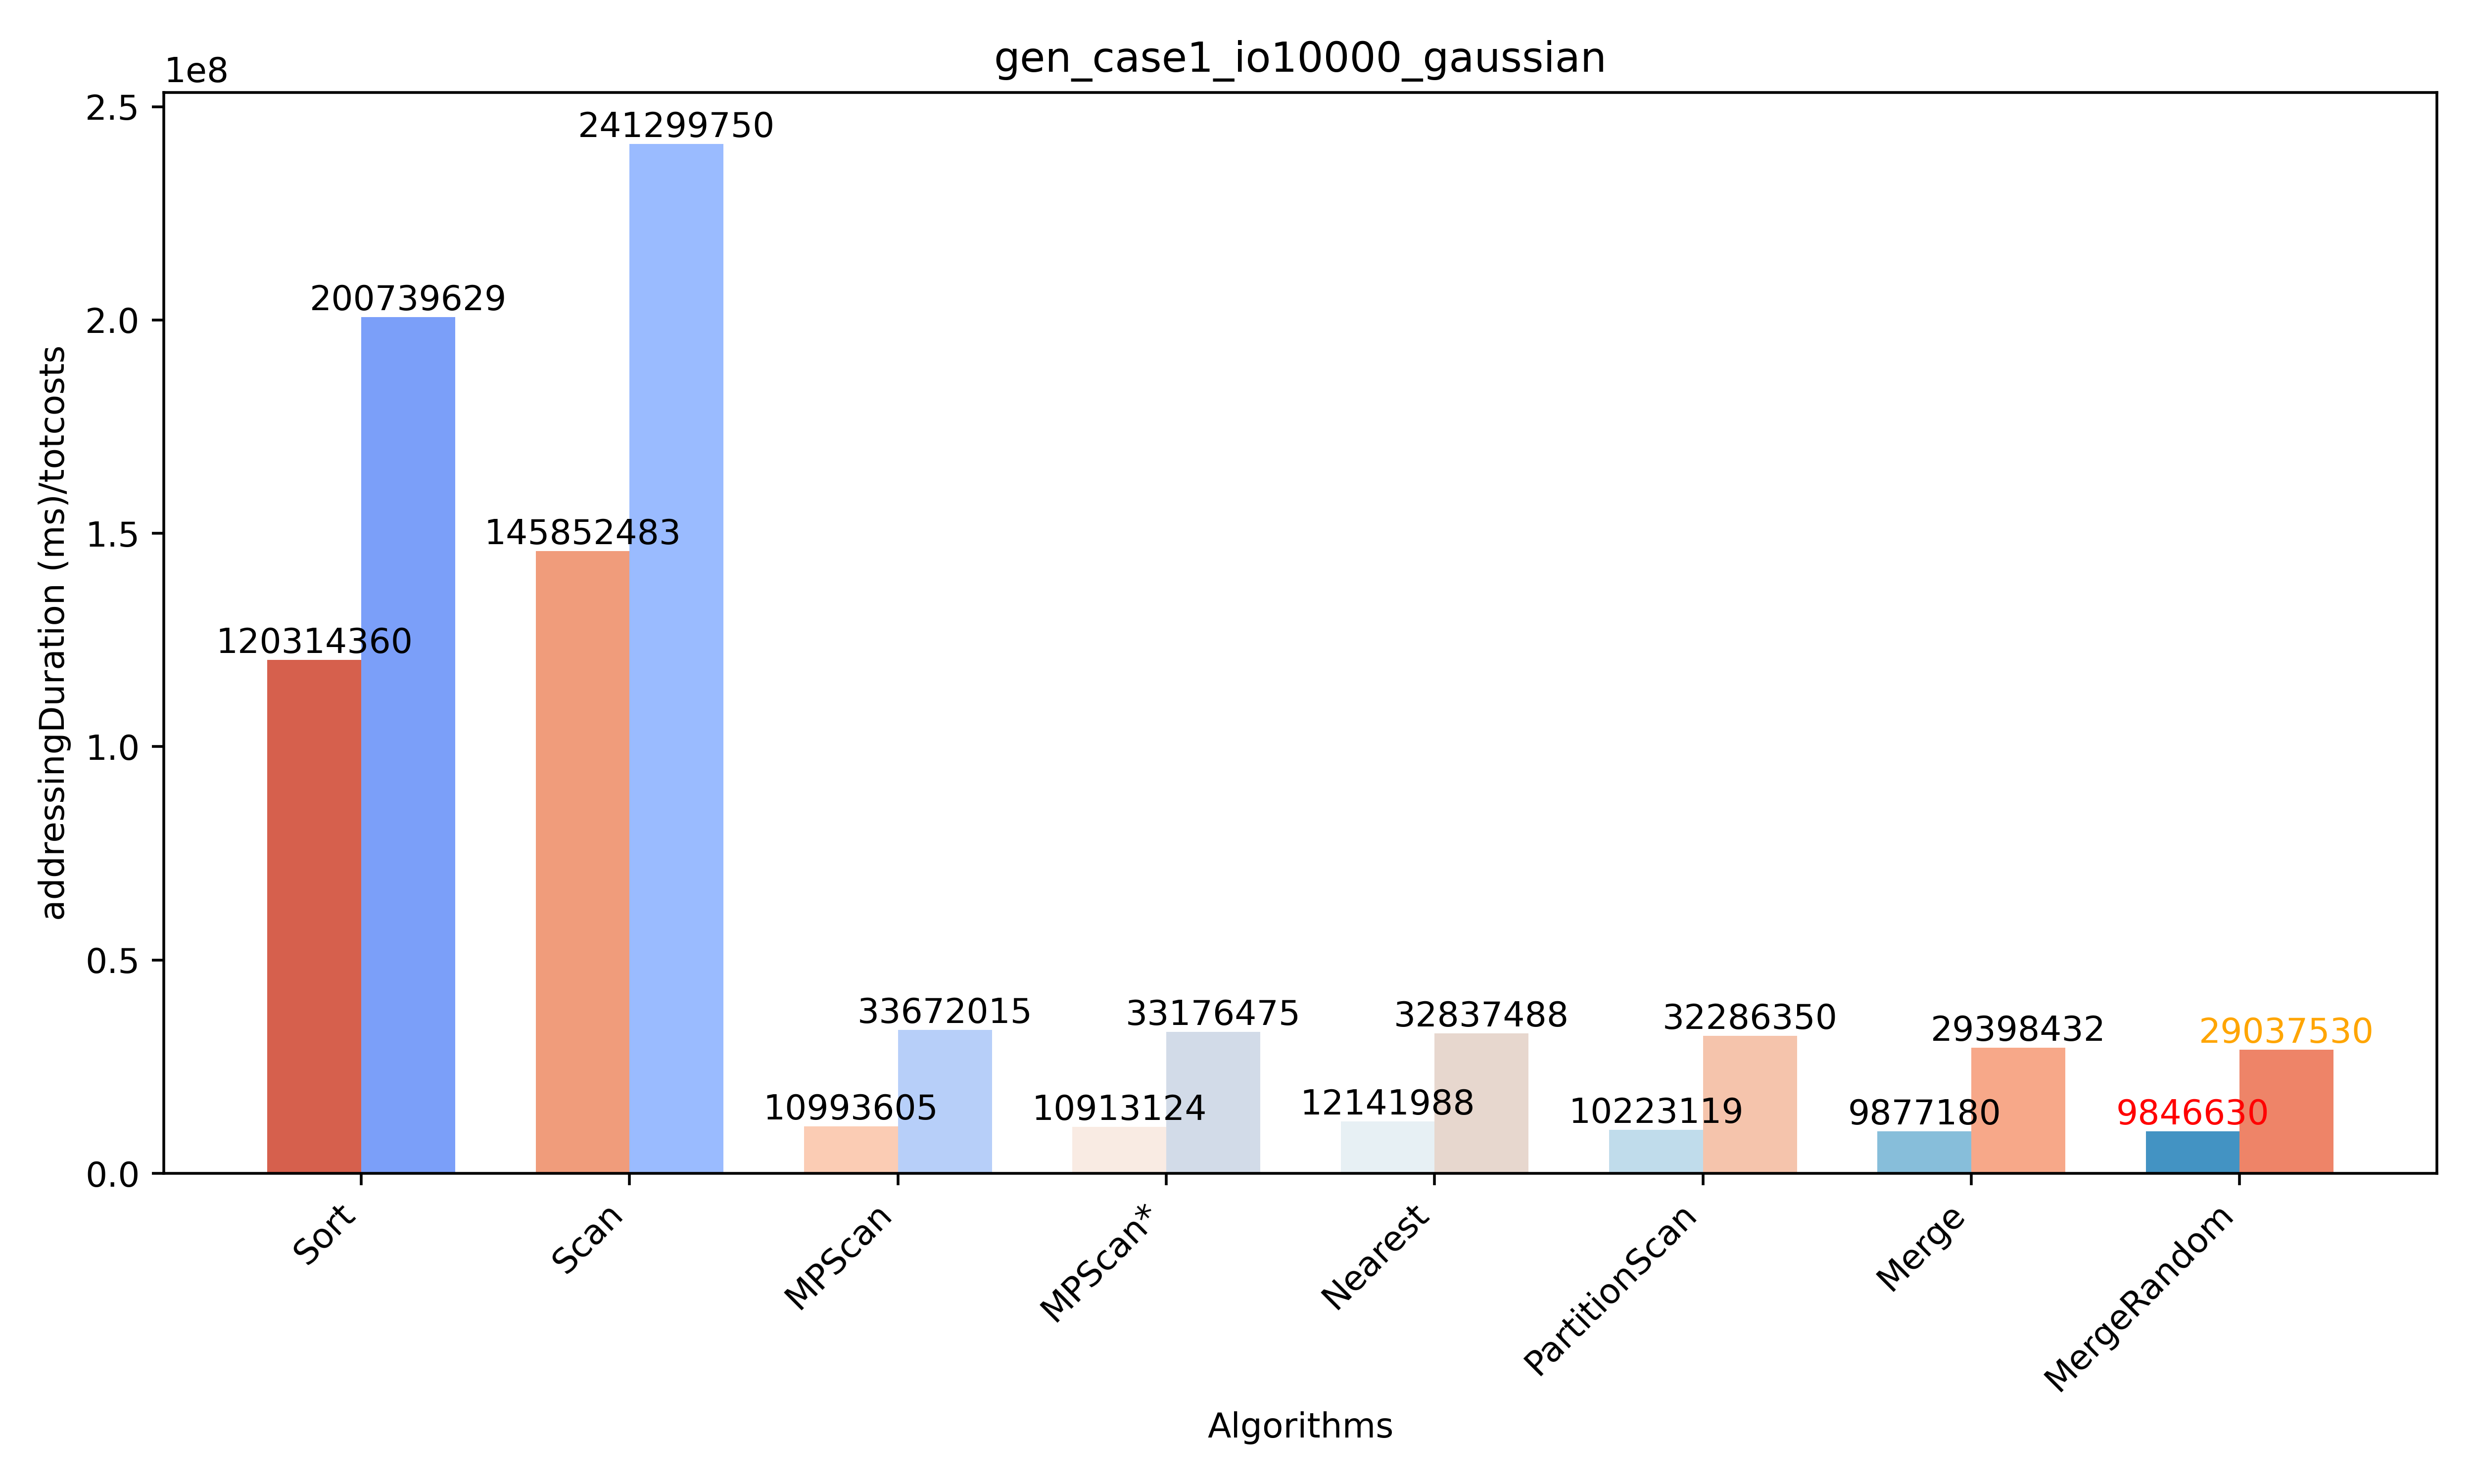 gen_case1_io10000_gaussian
1e8
2.5
2.0
1.5
1.0
0.5
0.0
addressingDuration (ms)/totcosts
120314360
200739629
145852483
241299750
10993605
33672015
10913124
33176475
12141988
32837488
10223119
32286350
9877180
29398432
9846630
29037530
Sort
Scan
MPScan
MPScan*
Nearest
PartitionScan
Merge
MergeRandom
Algorithms